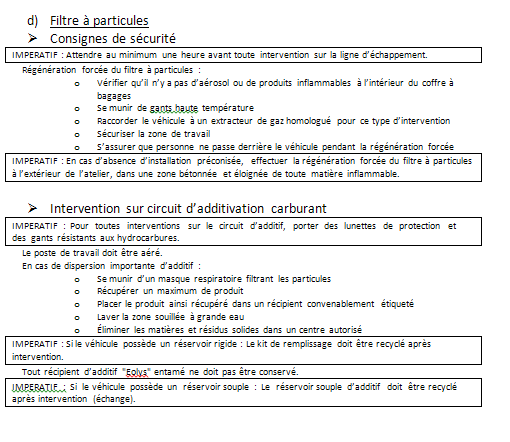 d) Filtre à particules
➤ Consignes de sécurité
IMPERATIF : Attendre au minimum une heure avant toute intervention sur la ligne d'échappement.
Régénération forcée du filtre à particules :
o Vérifier qu'il n'y a pas d'aérosol ou de produits inflammables à l'intérieur du coffre à
bagages
o Se munir de gants haute température
o Raccorder le véhicule à un extracteur de gaz homologué pour ce type d'intervention
o Sécuriser la zone de travail
o S'assurer que personne ne passe derrière le véhicule pendant la régénération forcée
IMPERATIF : En cas d'absence d'installation préconisée, effectuer la régénération forcée du filtre à particules
à l'extérieur de l'atelier, dans une zone bétonnée et éloignée de toute matière inflammable.
➤ Intervention sur circuit d'additivation carburant
IMPERATIF : Pour toutes interventions sur le circuit d'additif, porter des lunettes de protection et
des gants résistants aux hydrocarbures.
Le poste de travail doit être aéré.
En cas de dispersion importante d'additif :
o Se munir d'un masque respiratoire filtrant les particules
o Récupérer un maximum de produit
o Placer le produit ainsi récupéré dans un récipient convenablement étiqueté
o Laver la zone souillée à grande eau
o Éliminer les matières et résidus solides dans un centre autorisé
IMPERATIF : Si le véhicule possède un réservoir rigide : Le kit de remplissage doit être recyclé après
intervention.
Tout récipient d'additif "Eolys" entamé ne doit pas être conservé.
IMPERATIF : Si le véhicule possède un réservoir souple : Le réservoir souple d'additif doit être recyclé
après intervention (échange).